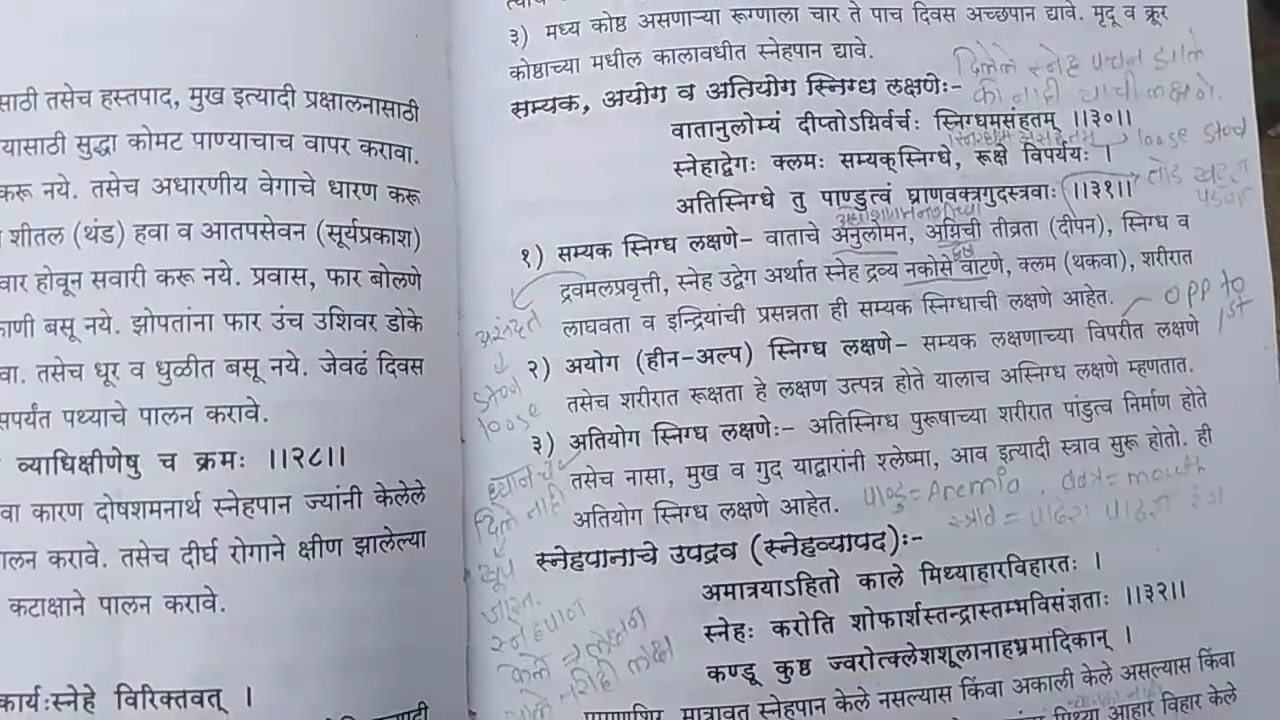 साठी तसेच हस्तपाद, मुख इत्यादी प्रक्षालनासाठी
यासाठी सुद्धा कोमट पाण्याचाच वापर करावा.
करू नये. तसेच अधारणीय वेगाचे धारण करू
शीतल (थंड) हवा व आतपसेवन (सूर्यप्रकाश)
वार होवून सवारी करू नये. प्रवास, फार बोलणे
काणी बसू नये. झोपतांना फार उंच उशिवर डोके
वा. तसेच धूर व धुळीत बसू नये. जेवढं दिवस
सपर्यंत पथ्याचे पालन करावे.
व्याधिक्षीणेषु च क्रमः ।।२८।।
वा कारण दोषशमनार्थ स्नेहपान ज्यांनी केलेले
लन करावे. तसेच दीर्घ रोगाने क्षीण झालेल्या
कटाक्षाने पालन करावे.
कार्यःस्नेहे विरिक्तवत् ।
३) मध्य कोष्ठ असणाऱ्या रूग्णाला चार ते पाच दिवस अच्छपान द्यावे. मृदू व क्रूर
कोष्ठाच्या मधील कालावधीत स्नेहपान द्यावे.
दिलेले स्नेह पचन झाले
की नाही याची लक्षणे.
सम्यक, अयोग व अतियोग स्निग्ध लक्षणेः-
वातानुलोम्यं दीप्तोऽग्निर्वर्चः स्निग्धमसंहतम् ।।३०।।
loose stool
स्नेहाद्वेगः क्लमः सम्यक्स्निग्धे, रूक्षे विपर्ययः ।
अतिस्निग्धे तु पाण्डुत्वं घ्राणवक्त्रगुदस्त्रवाः ।।३१।।
१) सम्यक स्निग्ध लक्षणे- वाताचे अनुलोमन, अग्निची तीव्रता (दीपन), स्निग्ध व
द्रवमलप्रवृत्ती, स्नेह उद्वेग अर्थात स्नेह द्रव्य नकोसे वाटणे, क्लम (थकवा), शरीरात
लाघवता व इन्द्रियांची प्रसन्नता ही सम्यक स्निग्धाची लक्षणे आहेत.
opp to
1st
२) अयोग (हीन-अल्प) स्निग्ध लक्षणे- सम्यक लक्षणाच्या विपरीत लक्षणे
तसेच शरीरात रूक्षता हे लक्षण उत्पन्न होते यालाच अस्निग्ध लक्षणे म्हणतात.
stool
loose
३) अतियोग स्निग्ध लक्षणेः- अतिस्निग्ध पुरूषाच्या शरीरात पांडुत्व निर्माण होते
तसेच नासा, मुख व गुद याद्वारांनी श्लेष्मा, आव इत्यादी स्त्राव सुरू होतो. ही
अतियोग स्निग्ध लक्षणे आहेत.
पांडु = Anemia, वक्त्र = mouth
स्नेहपानाचे उपद्रव (स्नेहव्यापद)ः-
अमात्रयाऽहितो काले मिथ्याहारविहारतः ।
स्नेहः करोति शोफार्शस्तन्द्रास्तम्भविसंज्ञताः ।।३२।।
कण्डू कुष्ठ ज्वरोत्क्लेशशूलानाहभ्रमादिकान् ।
मात्रावत् स्नेहपान केले नसल्यास किंवा अकाली केले असल्यास किंवा
आहार विहार केले